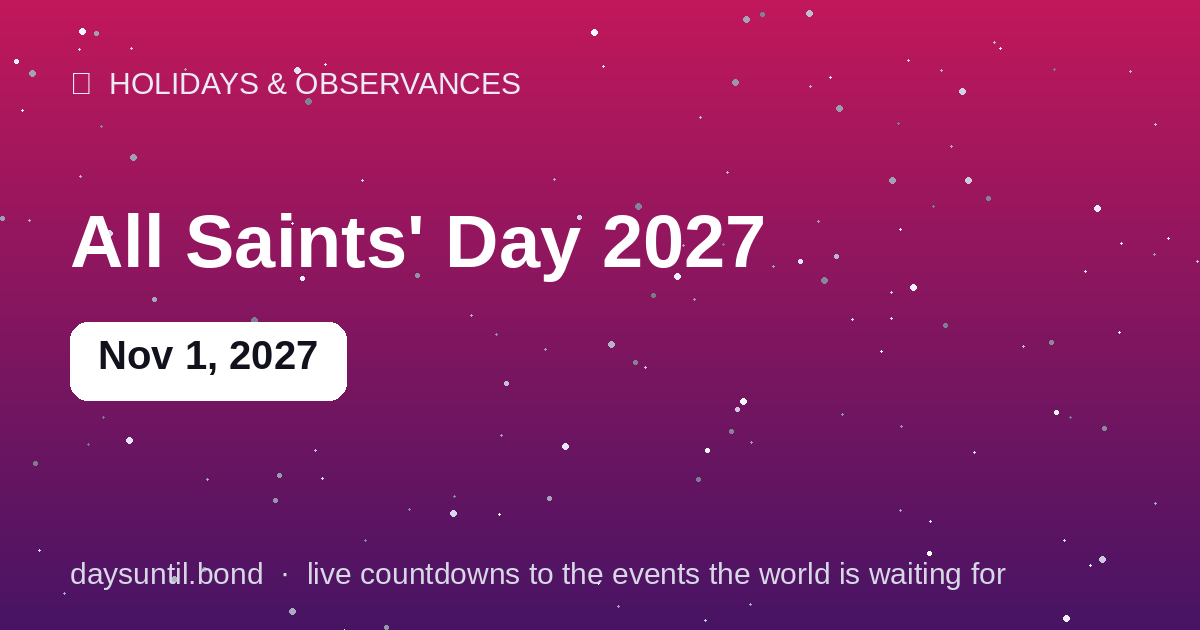 HOLIDAYS & OBSERVANCES
All Saints' Day 2027
Nov 1, 2027
daysuntil.bond · live countdowns to the events the world is waiting for